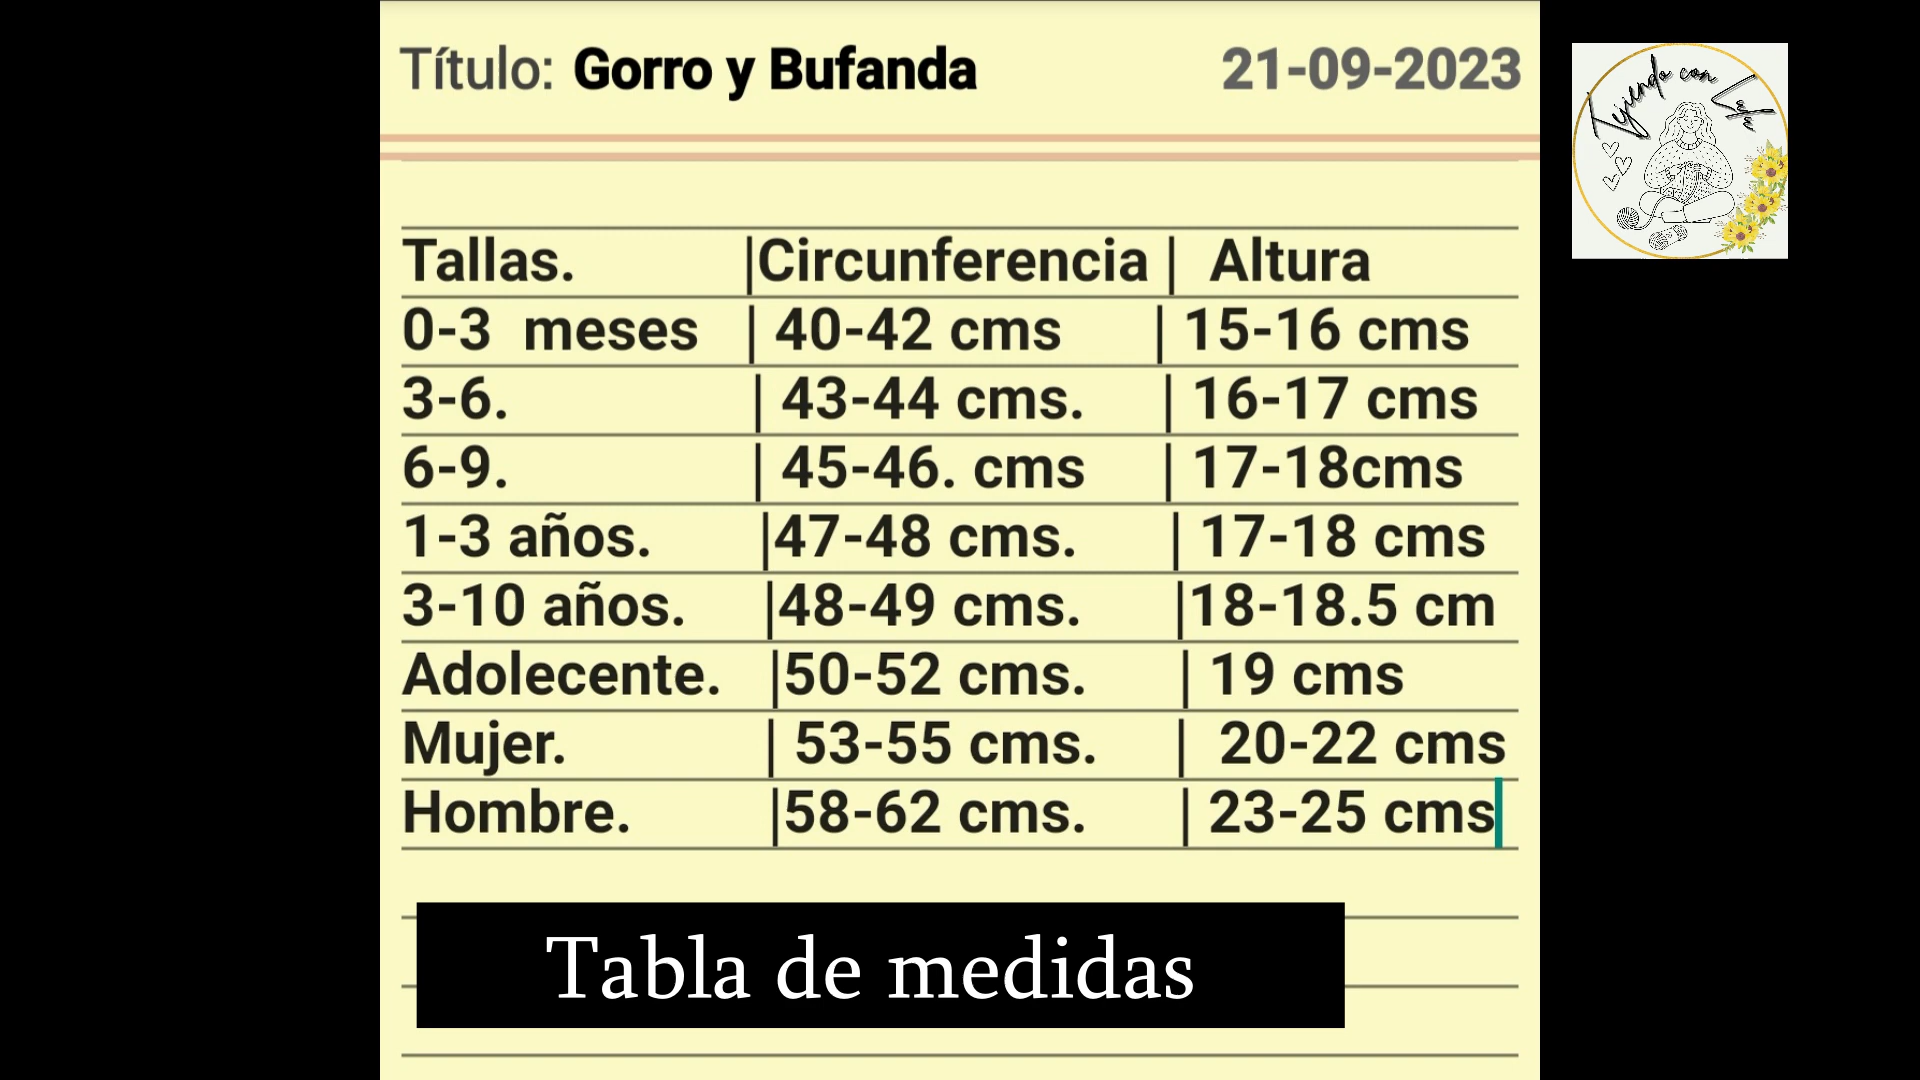 Título: Gorro y Bufanda 21-09-2023
Tejiendo con
Tallas. |Circunferencia | Altura
0-3 meses | 40-42 cms | 15-16 cms
3-6. | 43-44 cms. | 16-17 cms
6-9. | 45-46. cms | 17-18cms
1-3 años. |47-48 cms. | 17-18 cms
3-10 años. |48-49 cms. |18-18.5 cm
Adolecente. |50-52 cms. | 19 cms
Mujer. | 53-55 cms. | 20-22 cms
Hombre. |58-62 cms. | 23-25 cms
Tabla de medidas